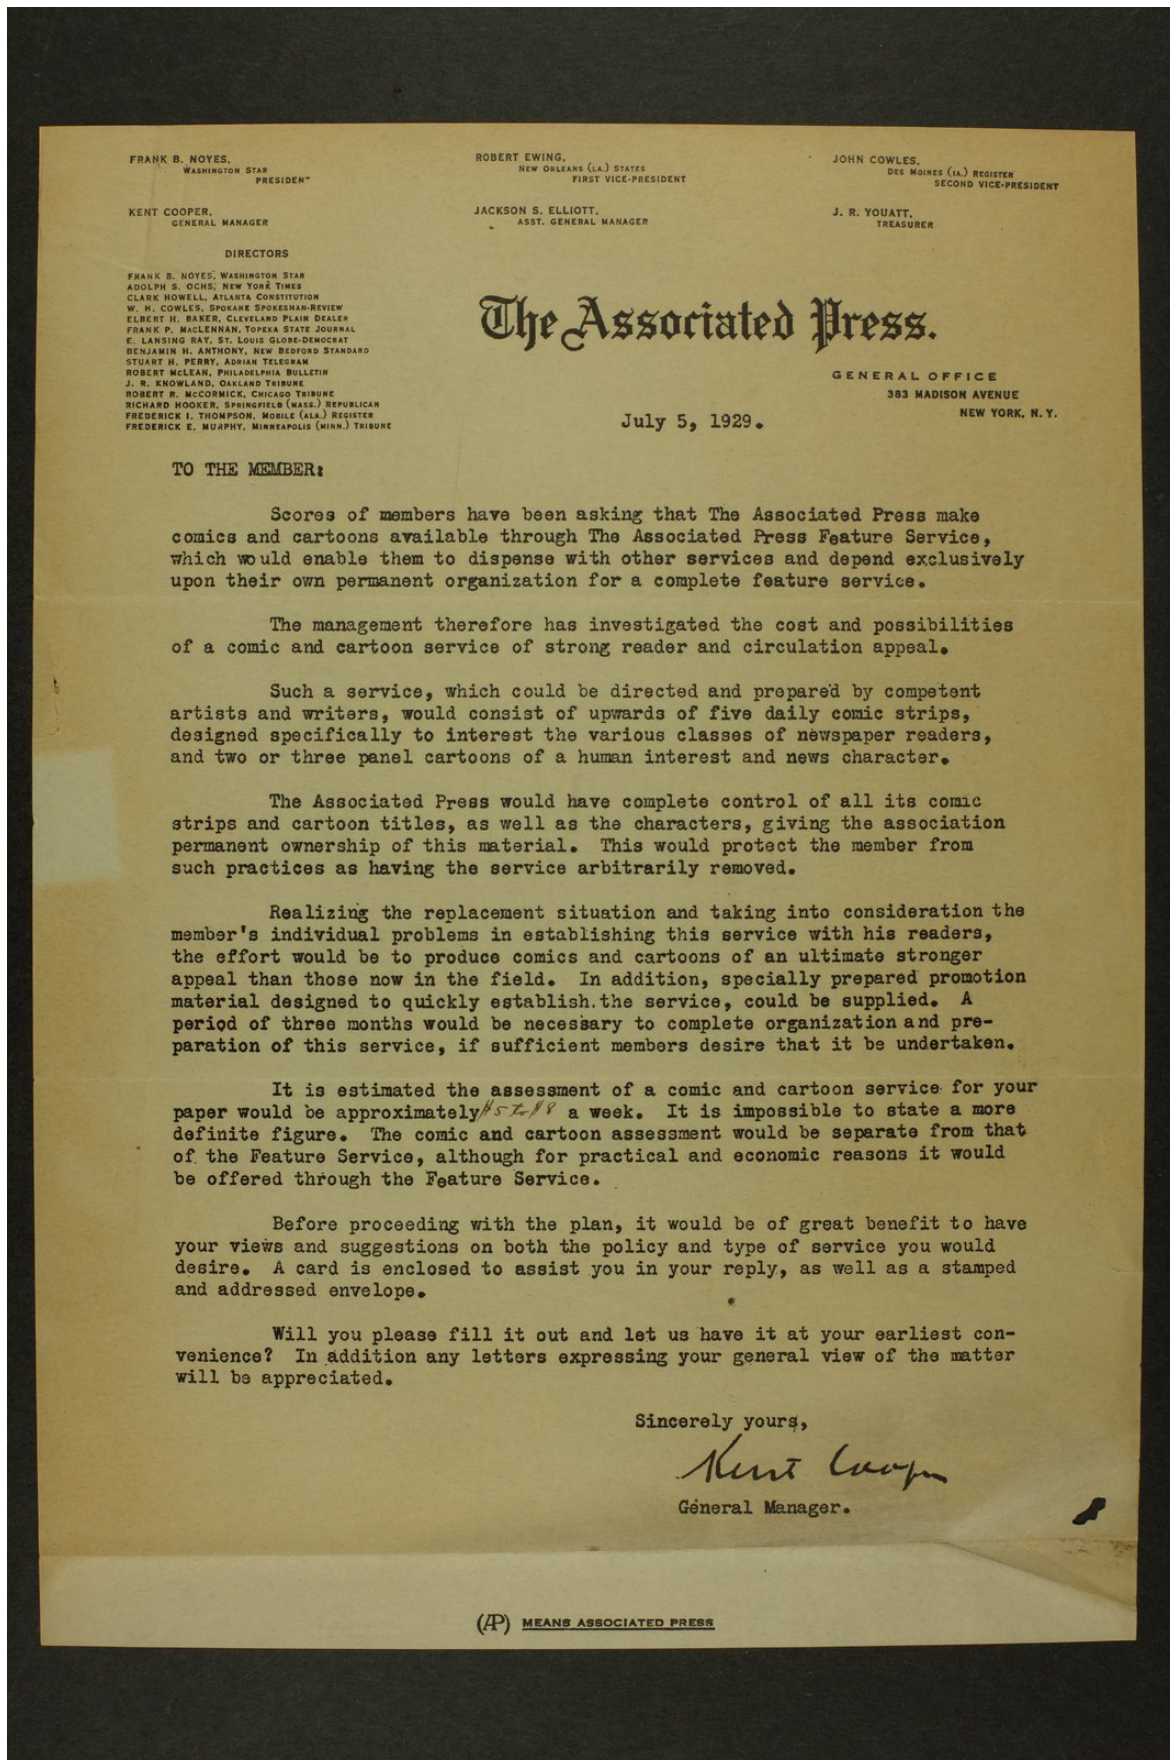 FRANK B. NOYES,
WASHINGTON STAR
PRESIDENT
ROBERT EWING,
NEW ORLEANS (LA.) STATES
FIRST VICE-PRESIDENT
JOHN COWLES,
DES MOINES (IA.) REGISTER
SECOND VICE-PRESIDENT
KENT COOPER,
GENERAL MANAGER
JACKSON S. ELLIOTT,
ASST. GENERAL MANAGER
J. R. YOUATT,
TREASURER
DIRECTORS
FRANK B. NOYES, WASHINGTON STAR
ADOLPH S. OCHS, NEW YORK TIMES
CLARK HOWELL, ATLANTA CONSTITUTION
W. H. COWLES, SPOKANE SPOKESMAN-REVIEW
ELBERT H. BAKER, CLEVELAND PLAIN DEALER
FRANK P. MACLENNAN, TOPEKA STATE JOURNAL
E. LANSING RAY, ST. LOUIS GLOBE-DEMOCRAT
BENJAMIN H. ANTHONY, NEW BEDFORD STANDARD
STUART H. PERRY, ADRIAN TELEGRAM
ROBERT MCLEAN, PHILADELPHIA BULLETIN
J. R. KNOWLAND, OAKLAND TRIBUNE
ROBERT R. MCCORMICK, CHICAGO TRIBUNE
RICHARD HOOKER, SPRINGFIELD (MASS.) REPUBLICAN
FREDERICK I. THOMPSON, MOBILE (ALA.) REGISTER
FREDERICK E. MURPHY, MINNEAPOLIS (MINN.) TRIBUNE
The Associated Press.
GENERAL OFFICE
383 MADISON AVENUE
NEW YORK, N.Y.
July 5, 1929.
TO THE MEMBER:
Scores of members have been asking that The Associated Press make
comics and cartoons available through The Associated Press Feature Service,
which would enable them to dispense with other services and depend exclusively
upon their own permanent organization for a complete feature service.
The management therefore has investigated the cost and possibilities
of a comic and cartoon service of strong reader and circulation appeal.
Such a service, which could be directed and prepared by competent
artists and writers, would consist of upwards of five daily comic strips,
designed specifically to interest the various classes of newspaper readers,
and two or three panel cartoons of a human interest and news character.
The Associated Press would have complete control of all its comic
strips and cartoon titles, as well as the characters, giving the association
permanent ownership of this material. This would protect the member from
such practices as having the service arbitrarily removed.
Realizing the replacement situation and taking into consideration the
member's individual problems in establishing this service with his readers,
the effort would be to produce comics and cartoons of an ultimate stronger
appeal than those now in the field. In addition, specially prepared promotion
material designed to quickly establish the service, could be supplied. A
period of three months would be necessary to complete organization and pre-
paration of this service, if sufficient members desire that it be undertaken.
It is estimated the assessment of a comic and cartoon service for your
paper would be approximately $5 to $8 a week. It is impossible to state a more
definite figure. The comic and cartoon assessment would be separate from that
of the Feature Service, although for practical and economic reasons it would
be offered through the Feature Service.
Before proceeding with the plan, it would be of great benefit to have
your views and suggestions on both the policy and type of service you would
desire. A card is enclosed to assist you in your reply, as well as a stamped
and addressed envelope.
Will you please fill it out and let us have it at your earliest con-
venience? In addition any letters expressing your general view of the matter
will be appreciated.
Sincerely yours,
Kent Cooper
General Manager.
(AP) MEANS ASSOCIATED PRESS